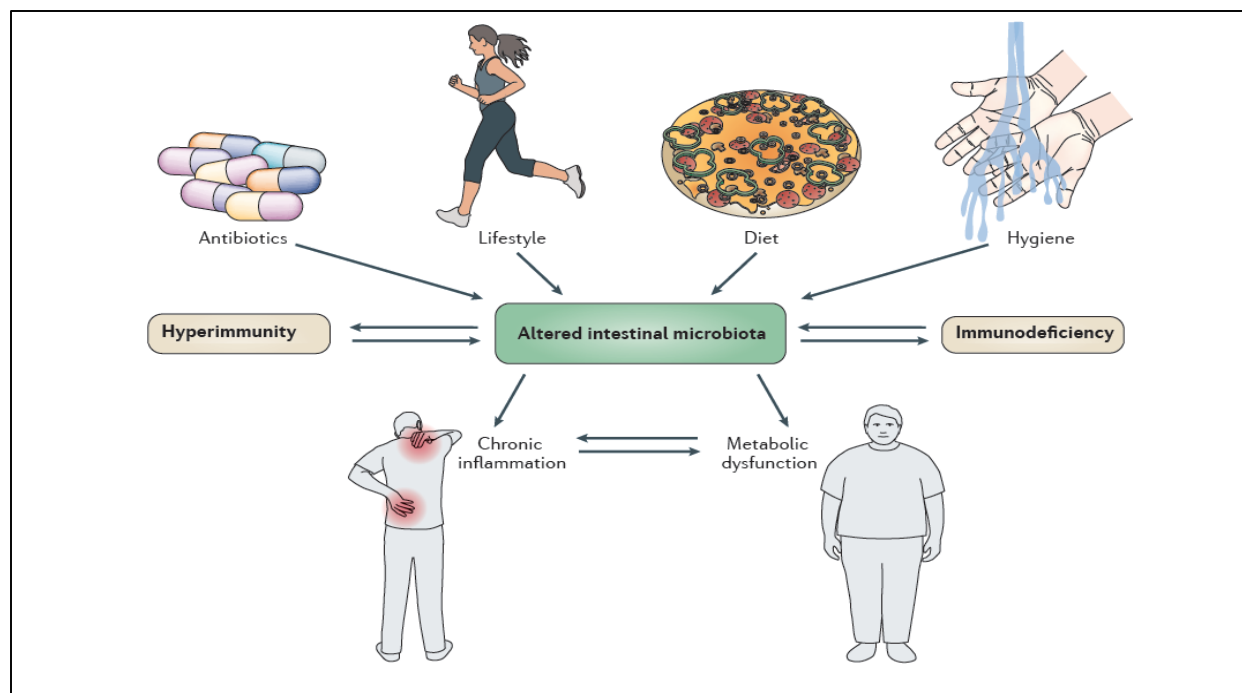 Antibiotics
Lifestyle
Diet
Hygiene
Hyperimmunity
Altered intestinal microbiota
Immunodeficiency
Chronic
inflammation
Metabolic
dysfunction